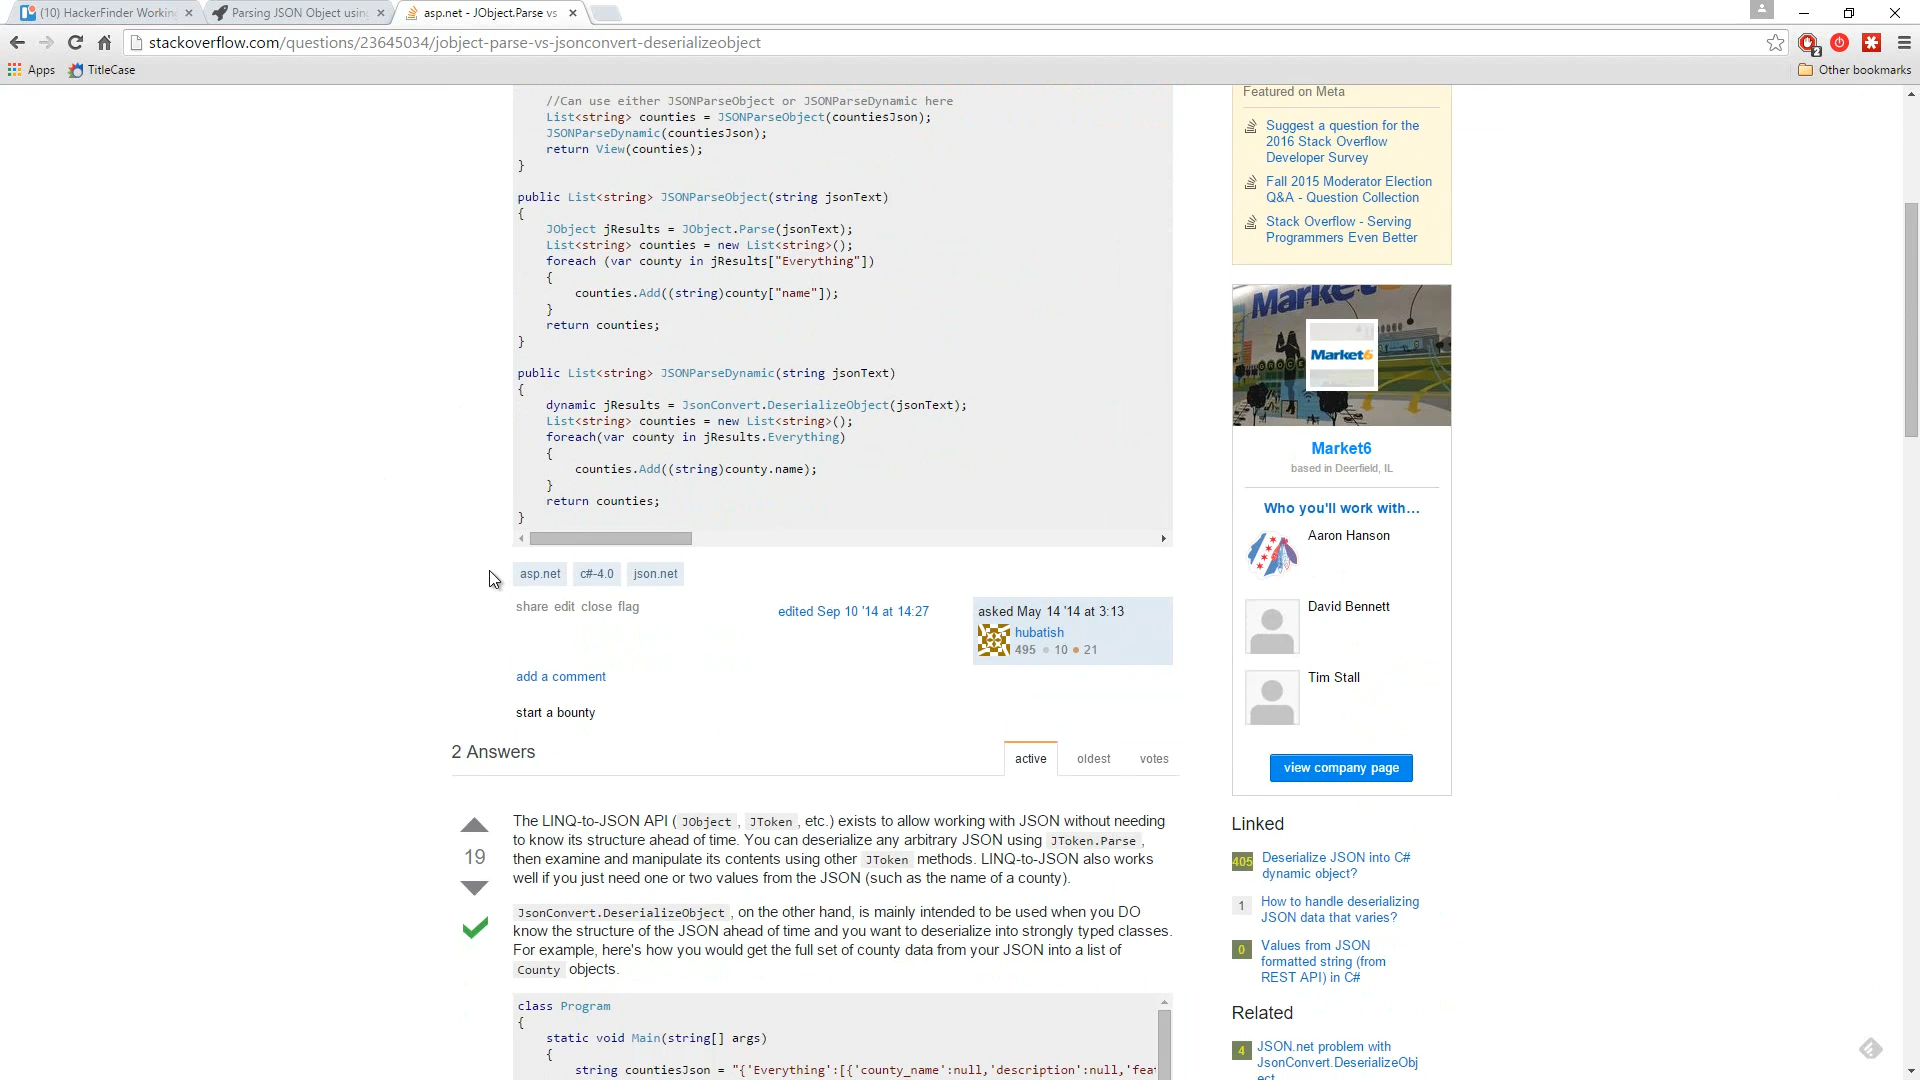 (10) HackerFinder Workin
Parsing JSON Object usin
asp.net - JObject.Parse vs
stackoverflow.com/questions/23645034/jobject-parse-vs-jsonconvert-deserializeobject
2
Apps
TitleCase
Other bookmarks
//Can use either JSONParseObject or JSONParseDynamic here
List<string> counties = JSONParseObject(countiesJson);
JSONParseDynamic(countiesJson);
return View(counties);
}
public List<string> JSONParseObject(string jsonText)
{
JObject jResults = JObject.Parse(jsonText);
List<string> counties = new List<string>();
foreach (var county in jResults["Everything"])
{
counties.Add((string)county["name"]);
}
return counties;
}
public List<string> JSONParseDynamic(string jsonText)
{
dynamic jResults = JsonConvert.DeserializeObject(jsonText);
List<string> counties = new List<string>();
foreach(var county in jResults.Everything)
{
counties.Add((string)county.name);
}
return counties;
}
asp.net c#-4.0 json.net
share edit close flag
edited Sep 10 '14 at 14:27
asked May 14 '14 at 3:13
hubatish
495 10 21
add a comment
start a bounty
2 Answers
active oldest votes
19
The LINQ-to-JSON API ( JObject , JToken , etc.) exists to allow working with JSON without needing
to know its structure ahead of time. You can deserialize any arbitrary JSON using JToken.Parse ,
then examine and manipulate its contents using other JToken methods. LINQ-to-JSON also works
well if you just need one or two values from the JSON (such as the name of a county).
JsonConvert.DeserializeObject , on the other hand, is mainly intended to be used when you DO
know the structure of the JSON ahead of time and you want to deserialize into strongly typed classes.
For example, here's how you would get the full set of county data from your JSON into a list of
County objects.
class Program
{
static void Main(string[] args)
{
string countiesJson = "{'Everything':[{'county_name':null,'description':null,'feat
Featured on Meta
Suggest a question for the
2016 Stack Overflow
Developer Survey
Fall 2015 Moderator Election
Q&A - Question Collection
Stack Overflow - Serving
Programmers Even Better
Market6
Market6
Market6
based in Deerfield, IL
Who you'll work with…
Aaron Hanson
David Bennett
Tim Stall
view company page
Linked
405 Deserialize JSON into C#
dynamic object?
1 How to handle deserializing
JSON data that varies?
0 Values from JSON
formatted string (from
REST API) in C#
Related
4 JSON.net problem with
JsonConvert.DeserializeObj
ect